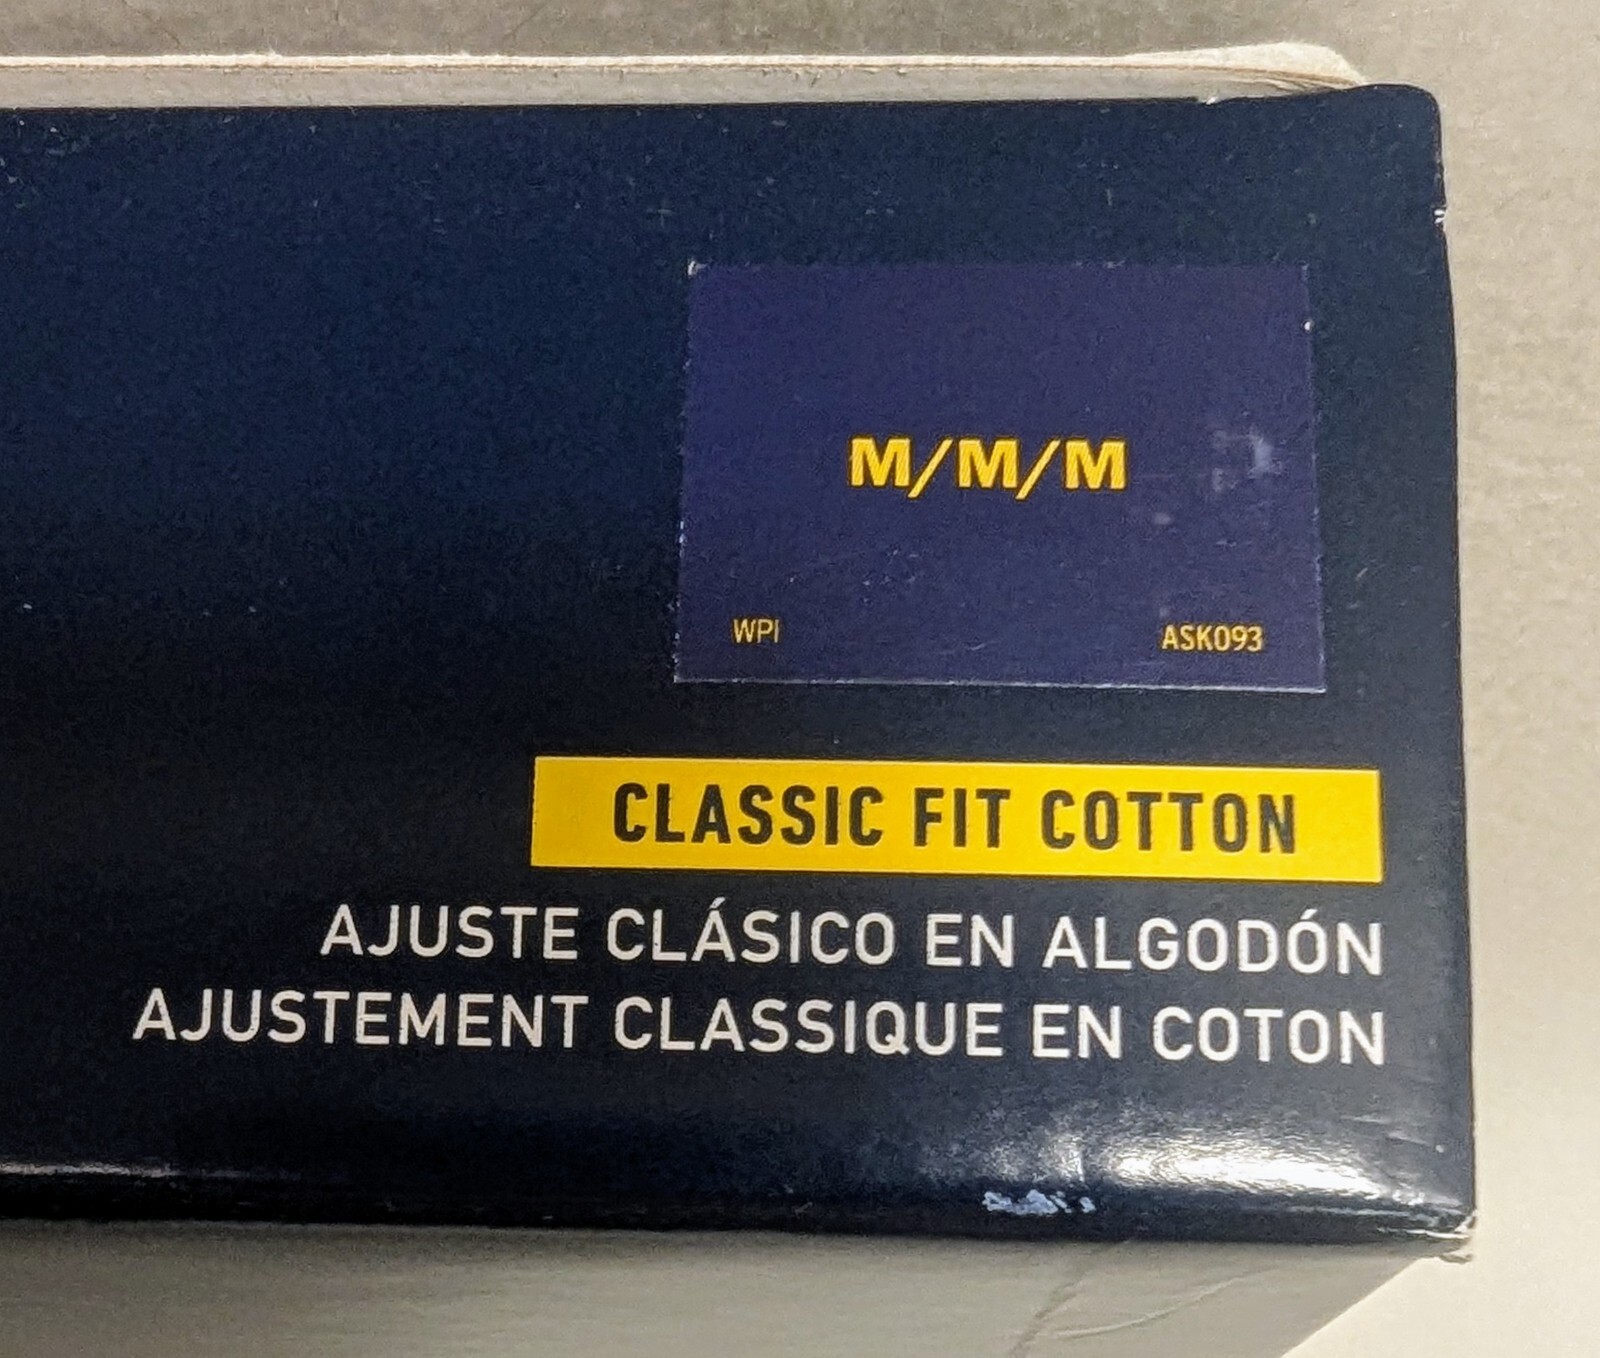 M/M/M
WPI ASK093
CLASSIC FIT COTTON
AJUSTE CLÁSICO EN ALGODÓN
AJUSTEMENT CLASSIQUE EN COTON